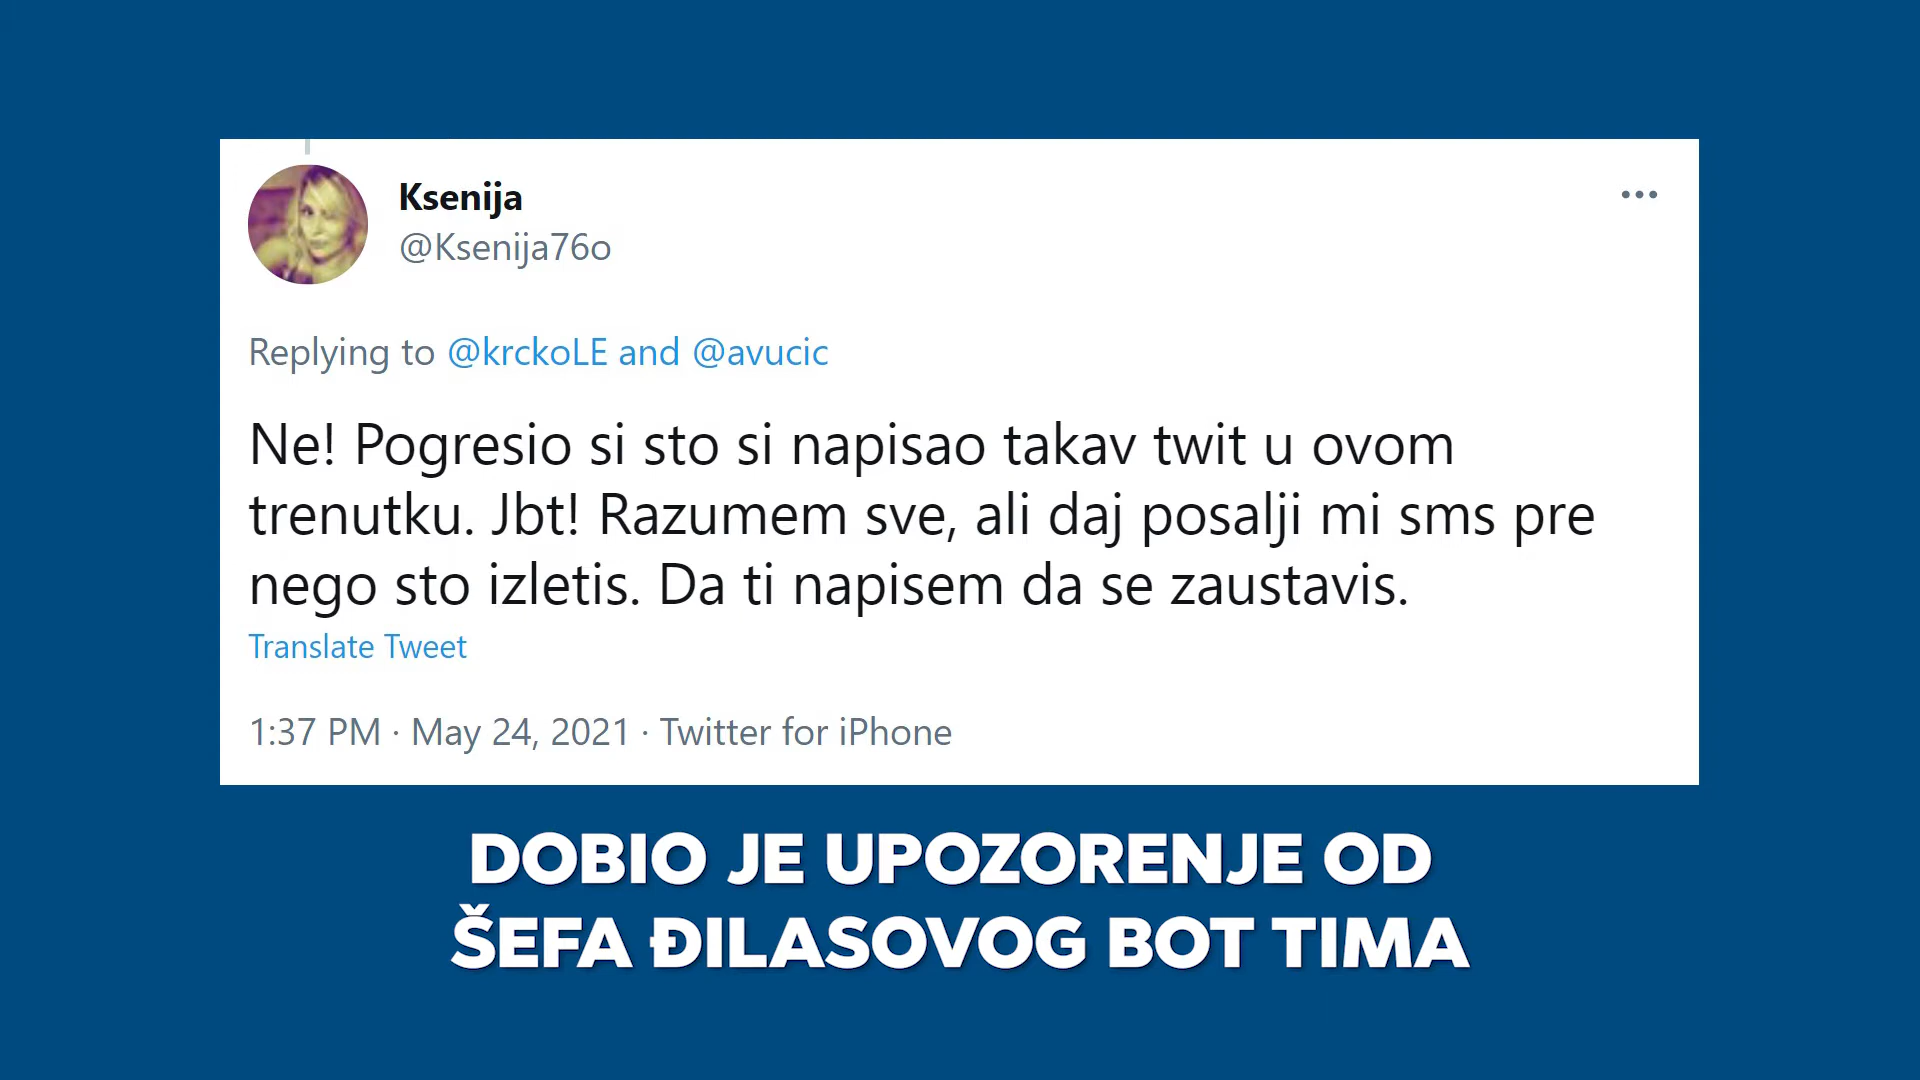 Ksenija
@Ksenija76o
Replying to @krckoLE and @avucic
Ne! Pogresio si sto si napisao takav twit u ovom
trenutku. Jbt! Razumem sve, ali daj posalji mi sms pre
nego sto izletis. Da ti napisem da se zaustavis.
Translate Tweet
1:37 PM · May 24, 2021 · Twitter for iPhone
DOBIO JE UPOZORENJE OD
ŠEFA ĐILASOVOG BOT TIMA